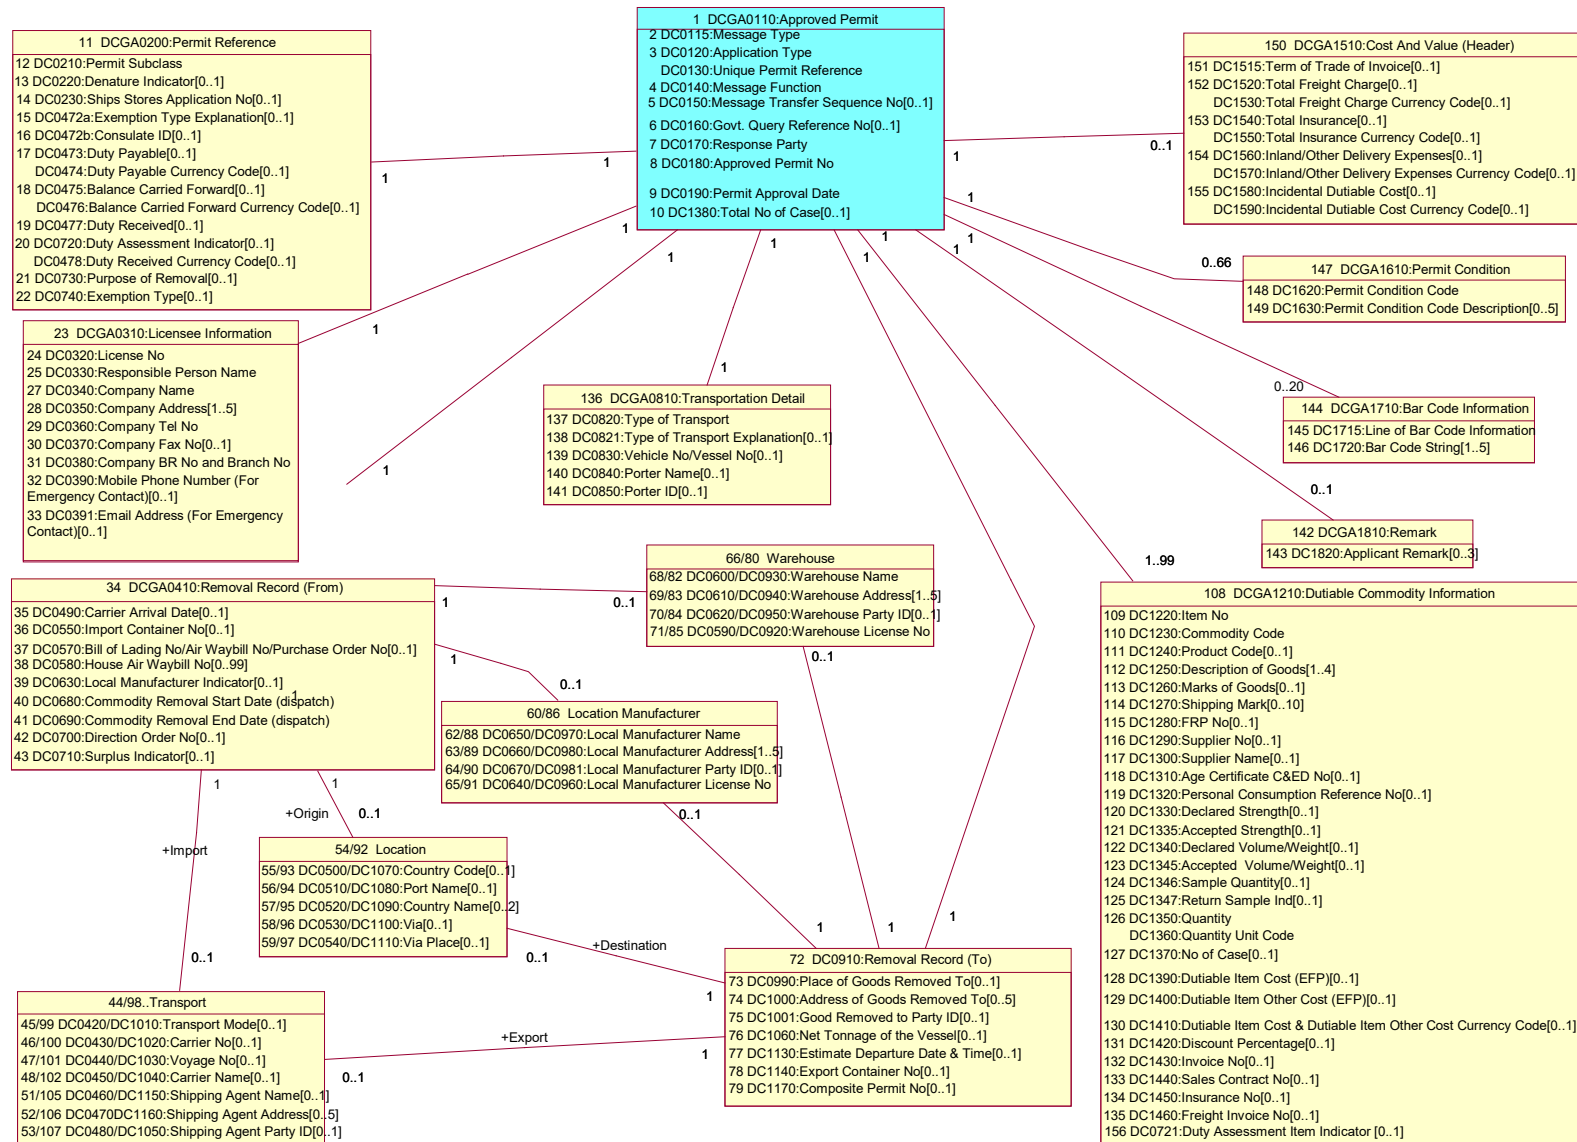 1 DCGA0110:Approved Permit
2 DC0115:Message Type
3 DC0120:Application Type
DC0130:Unique Permit Reference
4 DC0140:Message Function
5 DC0150:Message Transfer Sequence No[0..1]
6 DC0160:Govt. Query Reference No[0..1]
7 DC0170:Response Party
8 DC0180:Approved Permit No
9 DC0190:Permit Approval Date
10 DC1380:Total No of Case[0..1]
11 DCGA0200:Permit Reference
12 DC0210:Permit Subclass
13 DC0220:Denature Indicator[0..1]
14 DC0230:Ships Stores Application No[0..1]
15 DC0472a:Exemption Type Explanation[0..1]
16 DC0472b:Consulate ID[0..1]
17 DC0473:Duty Payable[0..1]
DC0474:Duty Payable Currency Code[0..1]
18 DC0475:Balance Carried Forward[0..1]
DC0476:Balance Carried Forward Currency Code[0..1]
19 DC0477:Duty Received[0..1]
20 DC0720:Duty Assessment Indicator[0..1]
DC0478:Duty Received Currency Code[0..1]
21 DC0730:Purpose of Removal[0..1]
22 DC0740:Exemption Type[0..1]
150 DCGA1510:Cost And Value (Header)
151 DC1515:Term of Trade of Invoice[0..1]
152 DC1520:Total Freight Charge[0..1]
DC1530:Total Freight Charge Currency Code[0..1]
153 DC1540:Total Insurance[0..1]
DC1550:Total Insurance Currency Code[0..1]
154 DC1560:Inland/Other Delivery Expenses[0..1]
DC1570:Inland/Other Delivery Expenses Currency Code[0..1]
155 DC1580:Incidental Dutiable Cost[0..1]
DC1590:Incidental Dutiable Cost Currency Code[0..1]
1
1
1
0..1
1
1
1
1
1
1
1
1
1
0..66
147 DCGA1610:Permit Condition
148 DC1620:Permit Condition Code
149 DC1630:Permit Condition Code Description[0..5]
23 DCGA0310:Licensee Information
24 DC0320:License No
25 DC0330:Responsible Person Name
27 DC0340:Company Name
28 DC0350:Company Address[1..5]
29 DC0360:Company Tel No
30 DC0370:Company Fax No[0..1]
31 DC0380:Company BR No and Branch No
32 DC0390:Mobile Phone Number (For
Emergency Contact)[0..1]
33 DC0391:Email Address (For Emergency
Contact)[0..1]
1
1
1
136 DCGA0810:Transportation Detail
137 DC0820:Type of Transport
138 DC0821:Type of Transport Explanation[0..1]
139 DC0830:Vehicle No/Vessel No[0..1]
140 DC0840:Porter Name[0..1]
141 DC0850:Porter ID[0..1]
0..20
144 DCGA1710:Bar Code Information
145 DC1715:Line of Bar Code Information
146 DC1720:Bar Code String[1..5]
0..1
142 DCGA1810:Remark
143 DC1820:Applicant Remark[0..3]
34 DCGA0410:Removal Record (From)
35 DC0490:Carrier Arrival Date[0..1]
36 DC0550:Import Container No[0..1]
37 DC0570:Bill of Lading No/Air Waybill No/Purchase Order No[0..1]
38 DC0580:House Air Waybill No[0..99]
39 DC0630:Local Manufacturer Indicator[0..1]
1
40 DC0680:Commodity Removal Start Date (dispatch)
41 DC0690:Commodity Removal End Date (dispatch)
42 DC0700:Direction Order No[0..1]
43 DC0710:Surplus Indicator[0..1]
1
0..1
66/80 Warehouse
68/82 DC0600/DC0930:Warehouse Name
69/83 DC0610/DC0940:Warehouse Address[1..5]
70/84 DC0620/DC0950:Warehouse Party ID[0..1]
71/85 DC0590/DC0920:Warehouse License No
0..1
1
0..1
60/86 Location Manufacturer
62/88 DC0650/DC0970:Local Manufacturer Name
63/89 DC0660/DC0980:Local Manufacturer Address[1..5]
64/90 DC0670/DC0981:Local Manufacturer Party ID[0..1]
65/91 DC0640/DC0960:Local Manufacturer License No
0..1
1..99
108 DCGA1210:Dutiable Commodity Information
109 DC1220:Item No
110 DC1230:Commodity Code
111 DC1240:Product Code[0..1]
112 DC1250:Description of Goods[1..4]
113 DC1260:Marks of Goods[0..1]
114 DC1270:Shipping Mark[0..10]
115 DC1280:FRP No[0..1]
116 DC1290:Supplier No[0..1]
117 DC1300:Supplier Name[0..1]
118 DC1310:Age Certificate C&ED No[0..1]
119 DC1320:Personal Consumption Reference No[0..1]
120 DC1330:Declared Strength[0..1]
121 DC1335:Accepted Strength[0..1]
122 DC1340:Declared Volume/Weight[0..1]
123 DC1345:Accepted Volume/Weight[0..1]
124 DC1346:Sample Quantity[0..1]
125 DC1347:Return Sample Ind[0..1]
126 DC1350:Quantity
DC1360:Quantity Unit Code
127 DC1370:No of Case[0..1]
128 DC1390:Dutiable Item Cost (EFP)[0..1]
129 DC1400:Dutiable Item Other Cost (EFP)[0..1]
130 DC1410:Dutiable Item Cost & Dutiable Item Other Cost Currency Code[0..1]
131 DC1420:Discount Percentage[0..1]
132 DC1430:Invoice No[0..1]
133 DC1440:Sales Contract No[0..1]
134 DC1450:Insurance No[0..1]
135 DC1460:Freight Invoice No[0..1]
156 DC0721:Duty Assessment Item Indicator [0..1]
1
1
+Origin
0..1
+Import
54/92 Location
55/93 DC0500/DC1070:Country Code[0..1]
56/94 DC0510/DC1080:Port Name[0..1]
57/95 DC0520/DC1090:Country Name[0..2]
58/96 DC0530/DC1100:Via[0..1]
59/97 DC0540/DC1110:Via Place[0..1]
0..1
0..1
+Destination
1
1
1
1
72 DC0910:Removal Record (To)
73 DC0990:Place of Goods Removed To[0..1]
74 DC1000:Address of Goods Removed To[0..5]
75 DC1001:Good Removed to Party ID[0..1]
76 DC1060:Net Tonnage of the Vessel[0..1]
77 DC1130:Estimate Departure Date & Time[0..1]
78 DC1140:Export Container No[0..1]
79 DC1170:Composite Permit No[0..1]
44/98..Transport
45/99 DC0420/DC1010:Transport Mode[0..1]
46/100 DC0430/DC1020:Carrier No[0..1]
47/101 DC0440/DC1030:Voyage No[0..1]
48/102 DC0450/DC1040:Carrier Name[0..1]
51/105 DC0460/DC1150:Shipping Agent Name[0..1]
52/106 DC0470DC1160:Shipping Agent Address[0..5]
53/107 DC0480/DC1050:Shipping Agent Party ID[0..1]
+Export
0..1
1